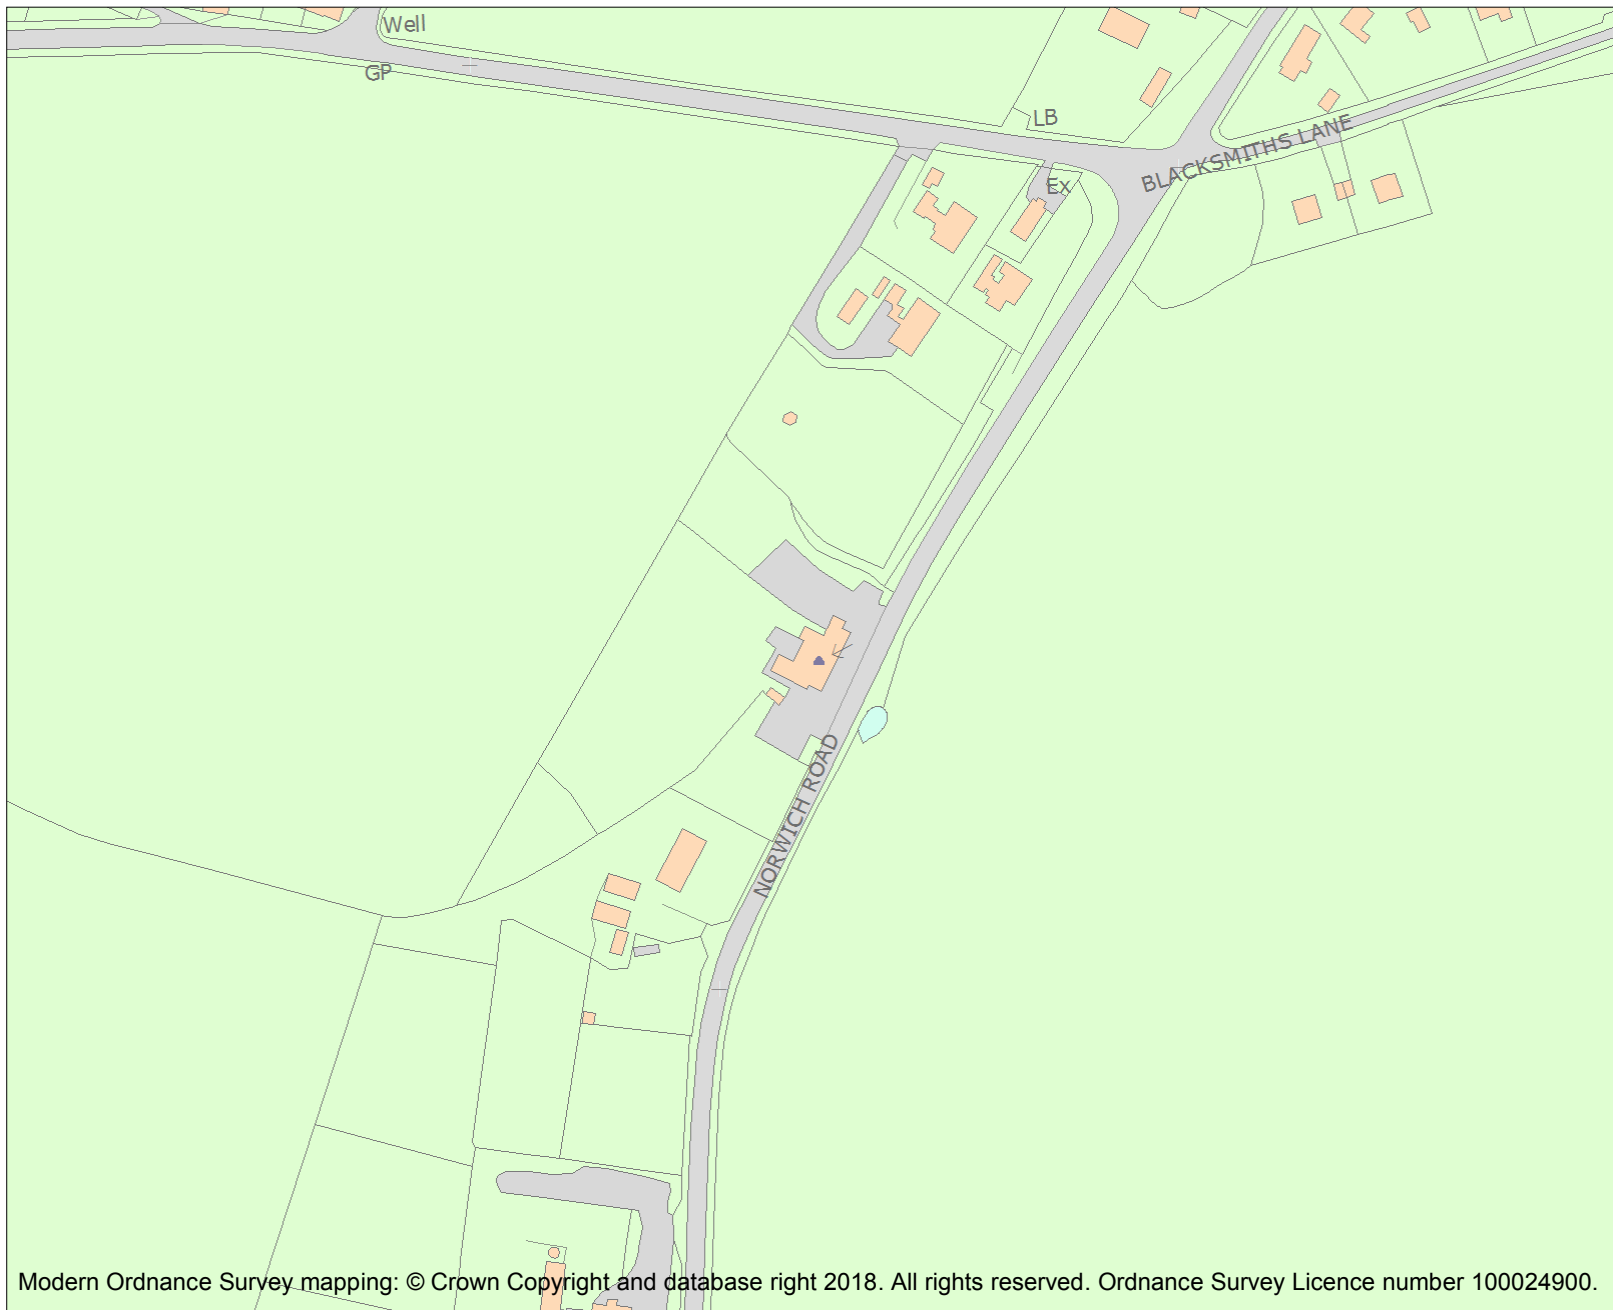 Well
GP
LB
BLACKSMITHS LANE
Ex
NORWICH ROAD
Modern Ordnance Survey mapping: © Crown Copyright and database right 2018. All rights reserved. Ordnance Survey Licence number 100024900.